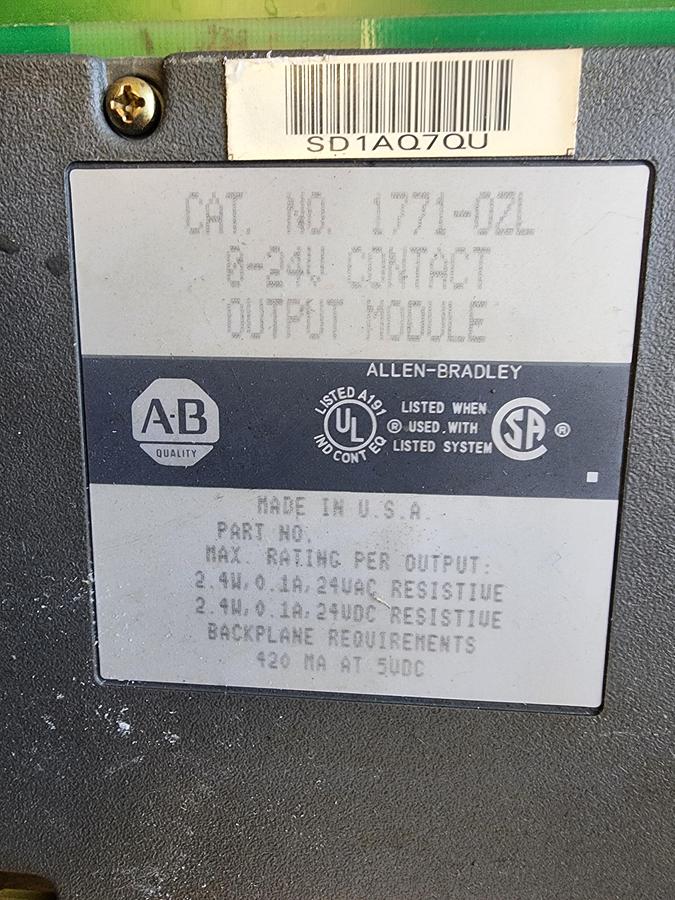 SD1AQ7QU
CAT. NO. 1771-OZL
0-24V CONTACT
OUTPUT MODULE
ALLEN-BRADLEY
A-B
QUALITY
LISTED A191
UL
IND CONT EQ
®
LISTED WHEN
USED WITH
LISTED SYSTEM
SA ®
MADE IN U.S.A.
PART NO.
MAX. RATING PER OUTPUT:
2.4W, 0.1A, 24VAC RESISTIVE
2.4W, 0.1A, 24VDC RESISTIVE
BACKPLANE REQUIREMENTS
420 MA AT 5VDC